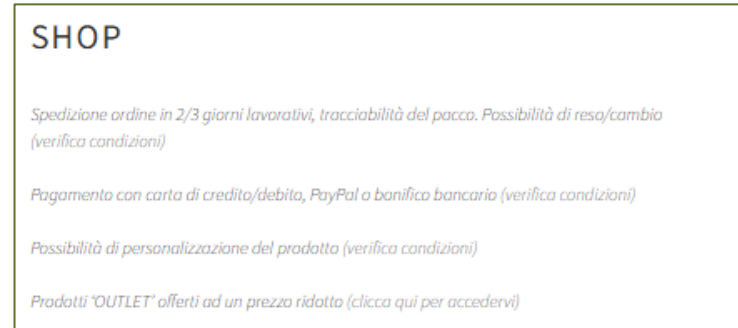 SHOP
Spedizione ordine in 2/3 giorni lavorativi, tracciabilità del pacco. Possibilità di reso/cambio
(verifica condizioni)
Pagamento con carta di credito/debito, PayPal o bonifico bancario (verifica condizioni)
Possibilità di personalizzazione del prodotto (verifica condizioni)
Prodotti 'OUTLET' offerti ad un prezzo ridotto (clicca qui per accedervi)